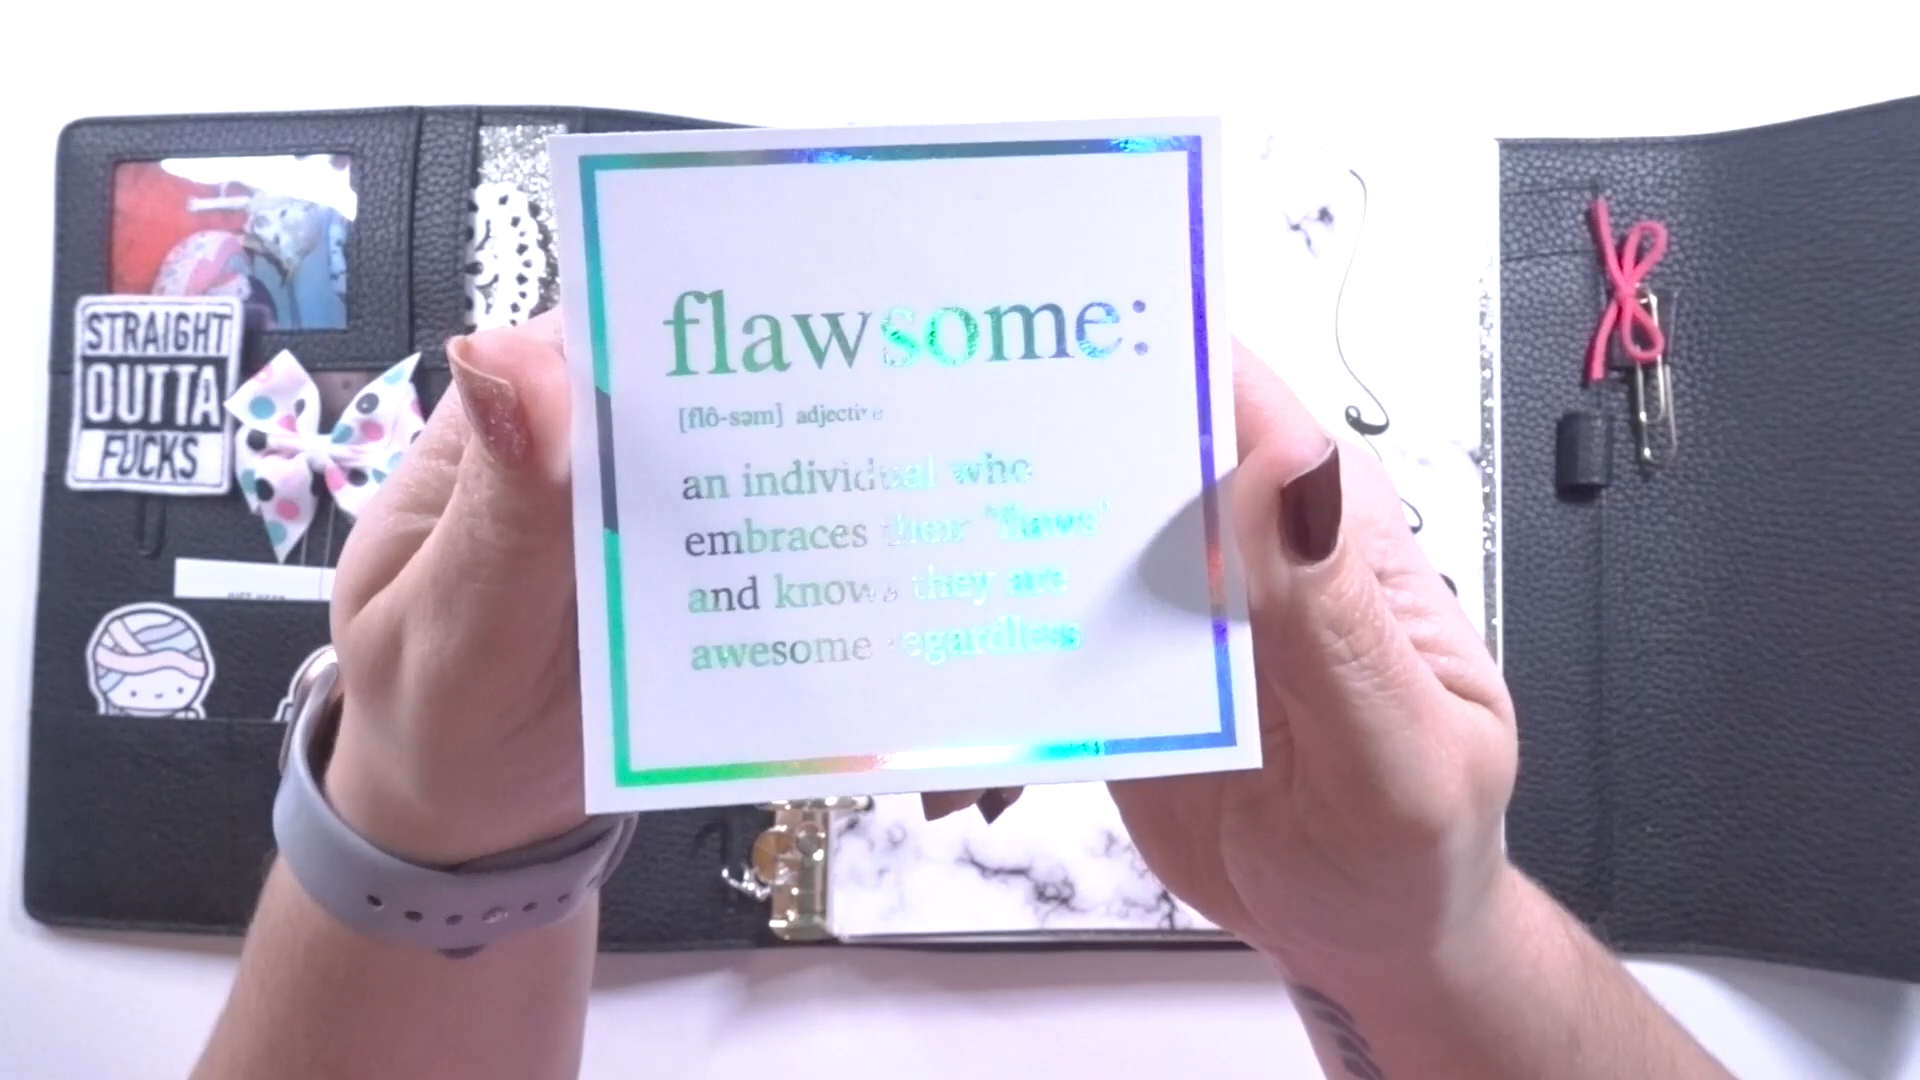 STRAIGHT
OUTTA
FUCKS
flawsome:
[flô-səm] adjective
an individual who
embraces their "flaws"
and knows they are
awesome regardless